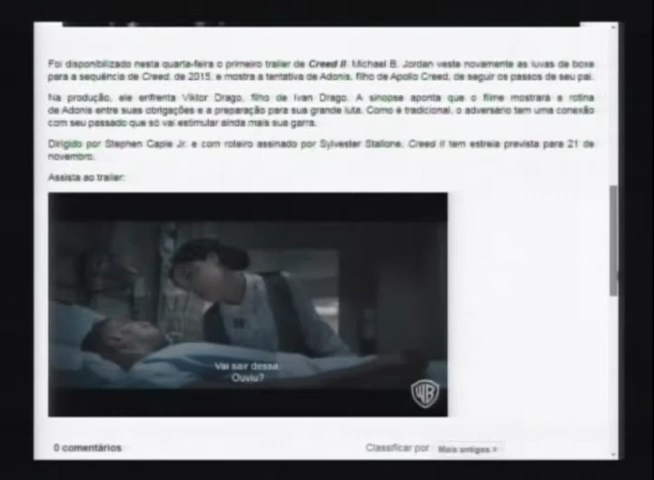 Foi disponibilizado nesta quarta-feira o primeiro trailer de Creed II. Michael B. Jordan veste novamente as luvas de boxe
para a sequência de Creed, de 2015, e mostra a tentativa de Adonis, filho de Apollo Creed, de seguir os passos de seu pai.
Na produção, ele enfrenta Viktor Drago, filho de Ivan Drago. A sinopse aponta que o filme mostrará a rotina
de Adonis entre suas obrigações e a preparação para sua grande luta. Como é tradicional, o adversário tem uma conexão
com seu passado que só vai estimular ainda mais sua garra.
Dirigido por Stephen Caple Jr. e com roteiro assinado por Sylvester Stallone, Creed II tem estreia prevista para 21 de
novembro.
Assista ao trailer:
Vai sair dessa.
Ouviu?
WB
0 comentários
Classificar por Mais antigos